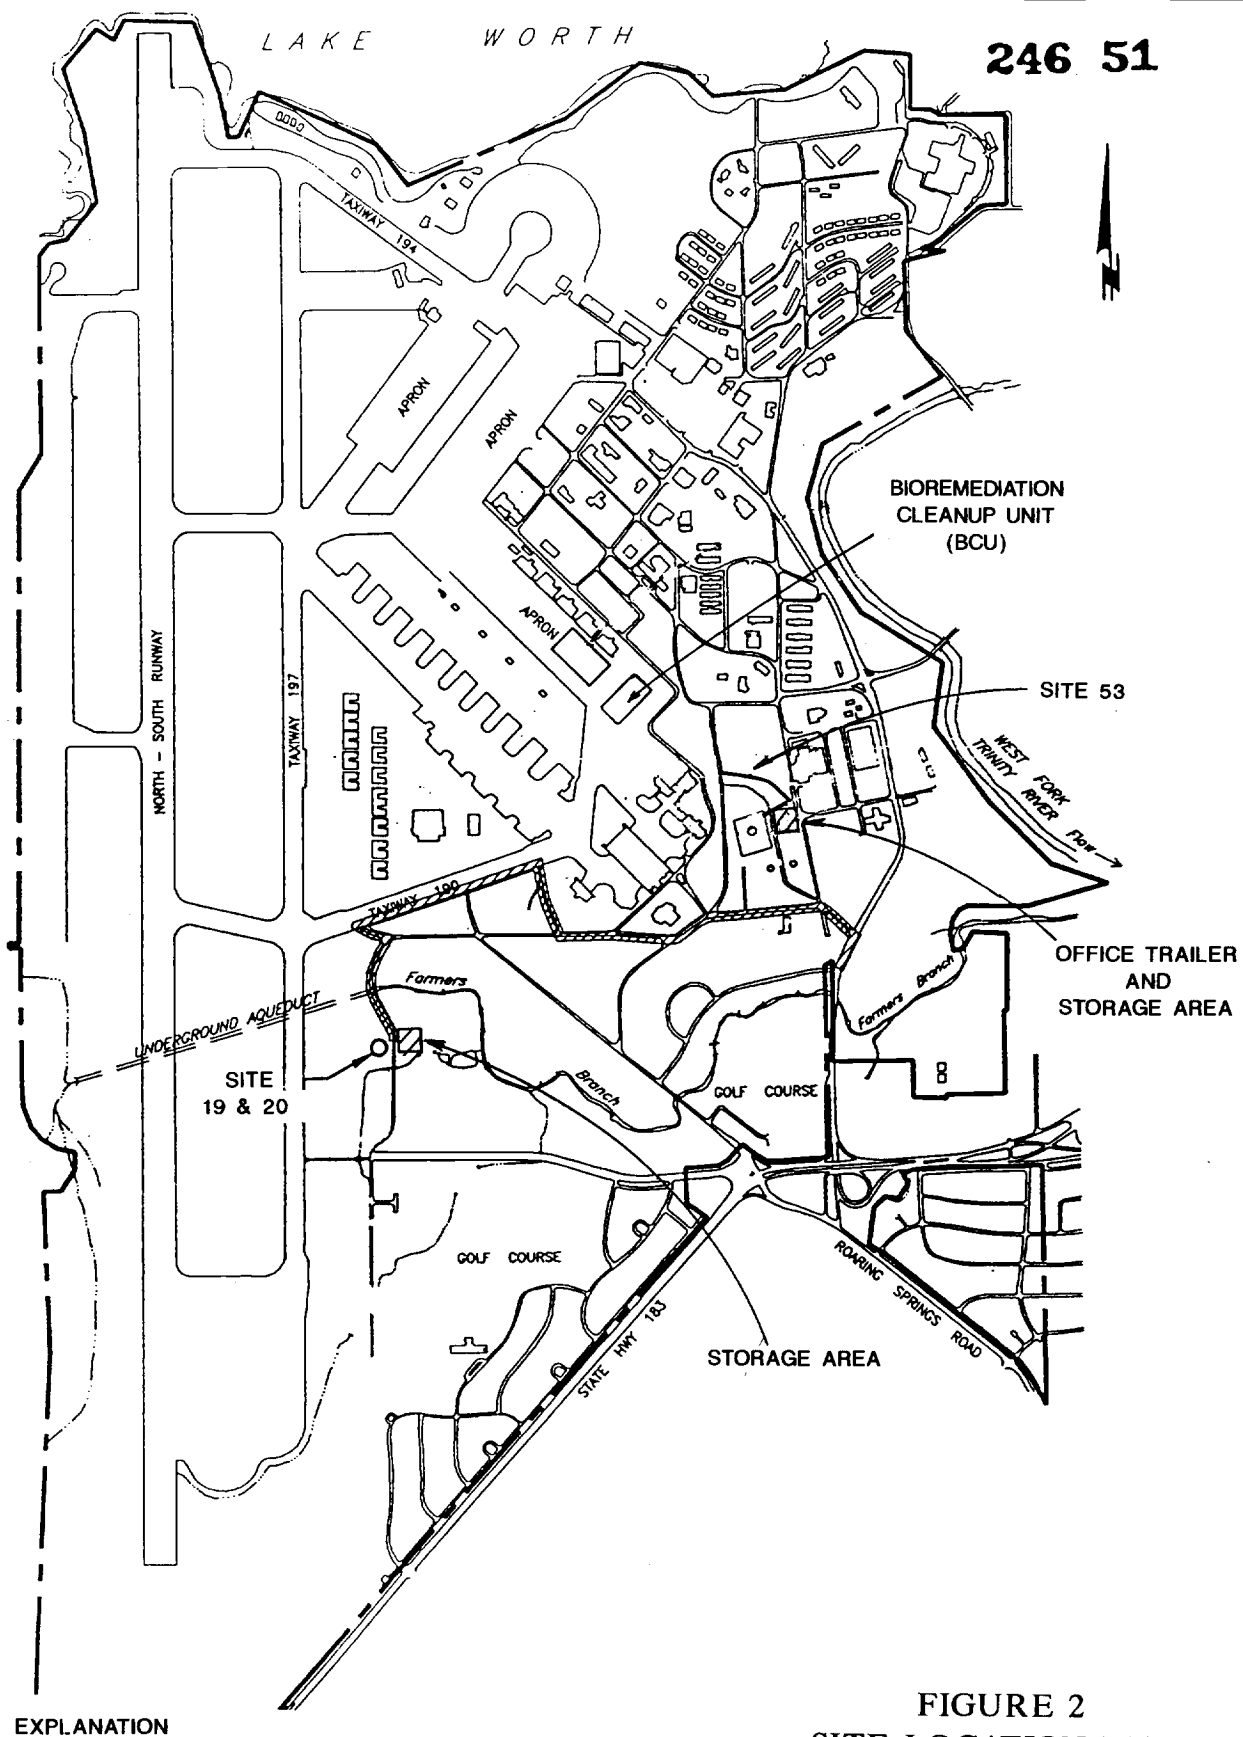 LAKE WORTH
246 51
TAXIWAY 194
N
APRON
APRON
BIOREMEDIATION
CLEANUP UNIT
(BCU)
APRON
NORTH - SOUTH RUNWAY
TAXIWAY 197
SITE 53
WEST FORK
TRINITY
RIVER
Flow
TAXIWAY 190
OFFICE TRAILER
AND
STORAGE AREA
Farmers
Branch
Farmers Branch
UNDERGROUND AQUEDUCT
SITE
19 & 20
GOLF COURSE
GOLF COURSE
ROARING SPRINGS ROAD
STATE HWY 183
STORAGE AREA
EXPLANATION
FIGURE 2